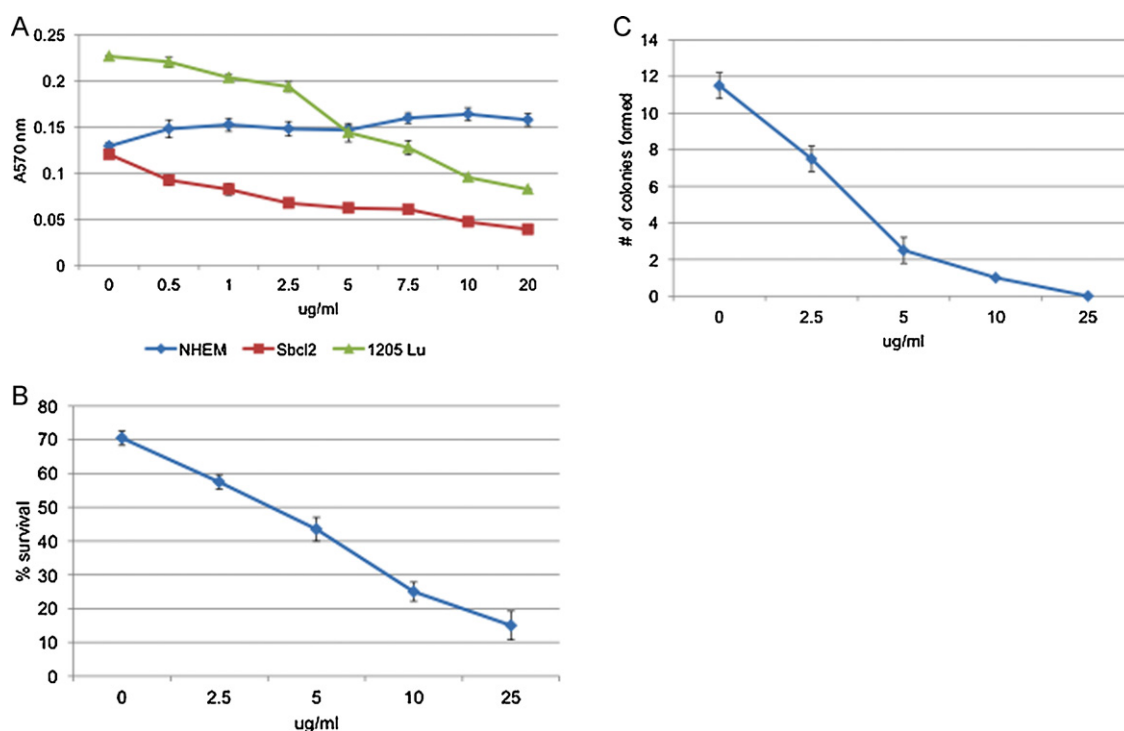 A
0.25
0.2
0.15
0.1
0.05
0
A570 nm
0 0.5 1 2.5 5 7.5 10 20
ug/ml
NHEM Sbcl2 1205 Lu
B
80
70
60
50
40
30
20
10
0
% survival
0 2.5 5 10 25
ug/ml
C
14
12
10
8
6
4
2
0
# of colonies formed
0 2.5 5 10 25
ug/ml